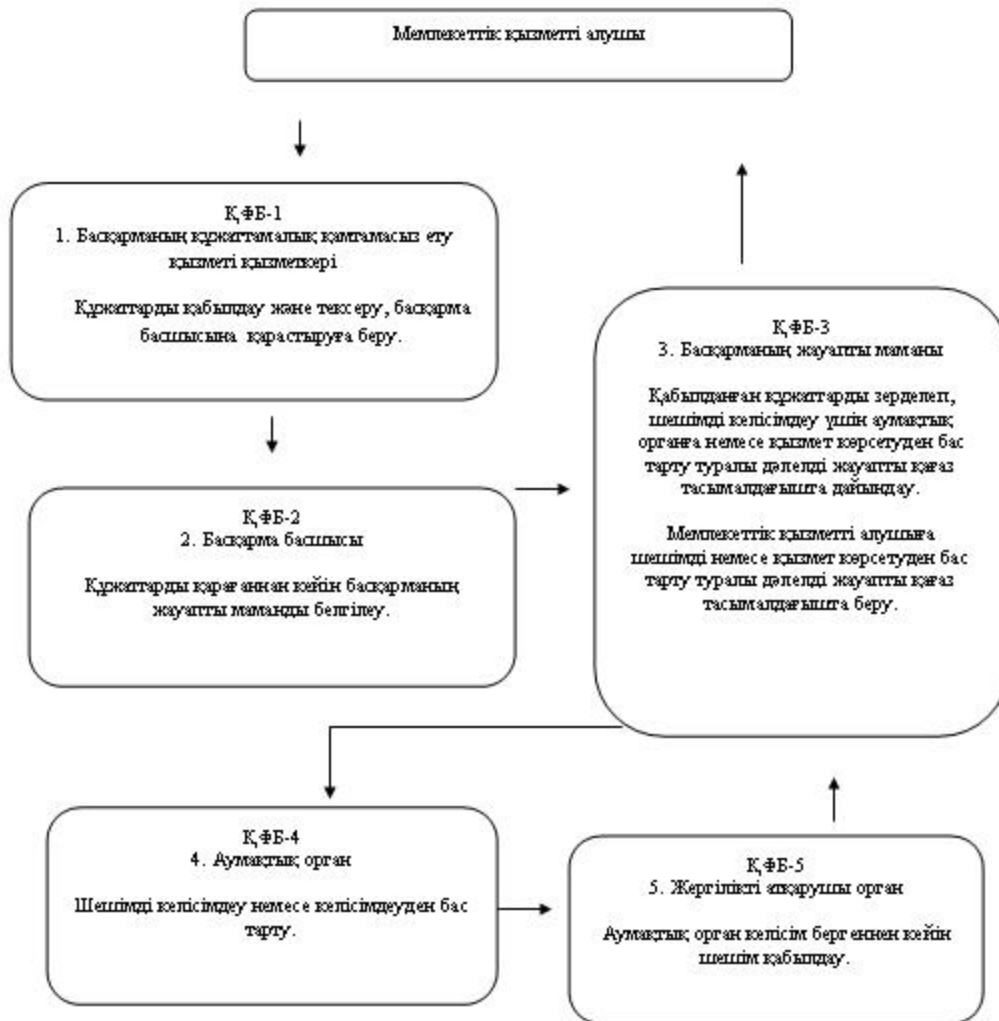 Мемлекеттік қызметті алушы
ҚФБ-1
1. Басқарманың құжаттамалық қамтамасыз ету
қызметі қызметкері
Құжаттарды қабылдау және тексеру, басқарма
басшысына қарастыруға беру.
ҚФБ-2
2. Басқарма басшысы
Құжаттарды қарағаннан кейін басқарманың
жауапты маманды белгілеу.
ҚФБ-3
3. Басқарманың жауапты маманы
Қабылданған құжаттарды зерделеп,
шешімді келісімдеу үшін аумақтық
органға немесе қызмет көрсетуден бас
тарту туралы дәлелді жауапты қағаз
тасымалдағышта дайындау.
Мемлекеттік қызметті алушыға
шешімді немесе қызмет көрсетуден бас
тарту туралы дәлелді жауапты қағаз
тасымалдағышта беру.
ҚФБ-4
4. Аумақтық орган
Шешімді келісімдеу немесе келісімдеуден бас
тарту.
ҚФБ-5
5. Жергілікті атқарушы орган
Аумақтық орган келісім бергеннен кейін
шешім қабылдау.